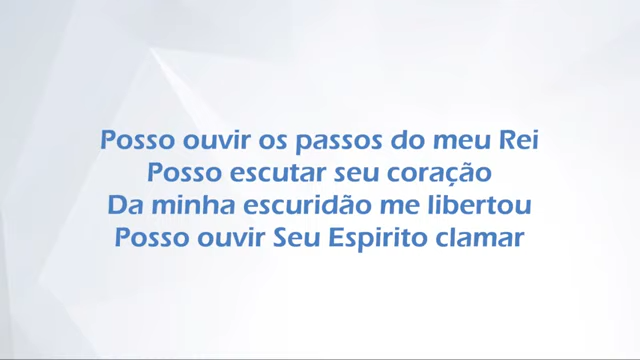 Posso ouvir os passos do meu Rei
Posso escutar seu coração
Da minha escuridão me libertou
Posso ouvir Seu Espirito clamar